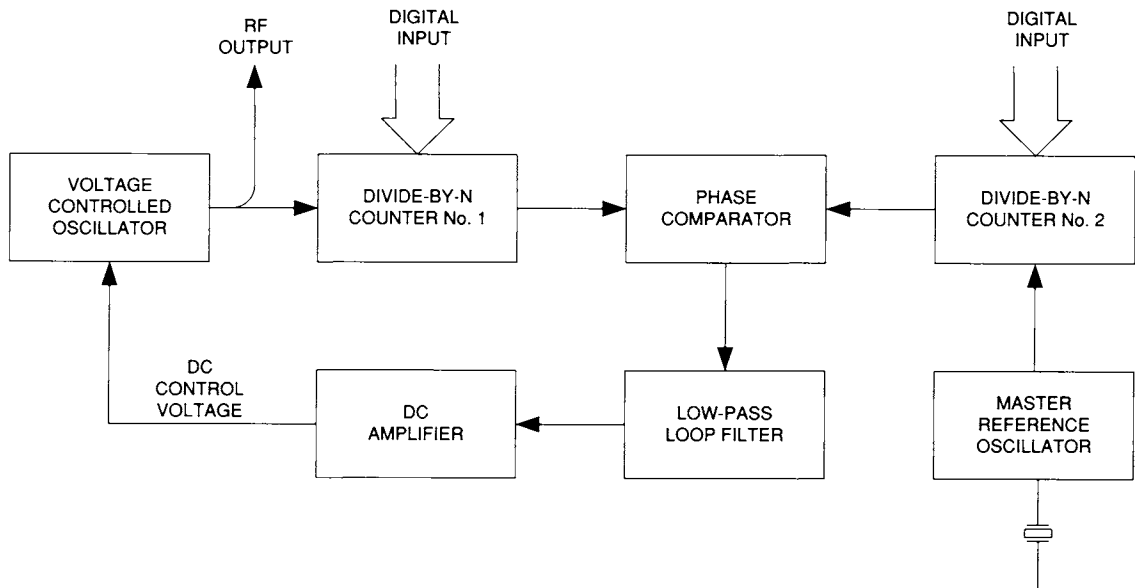 RF
OUTPUT
DIGITAL
INPUT
DIGITAL
INPUT
VOLTAGE
CONTROLLED
OSCILLATOR
DIVIDE-BY-N
COUNTER No. 1
PHASE
COMPARATOR
DIVIDE-BY-N
COUNTER No. 2
DC
CONTROL
VOLTAGE
DC
AMPLIFIER
LOW-PASS
LOOP FILTER
MASTER
REFERENCE
OSCILLATOR